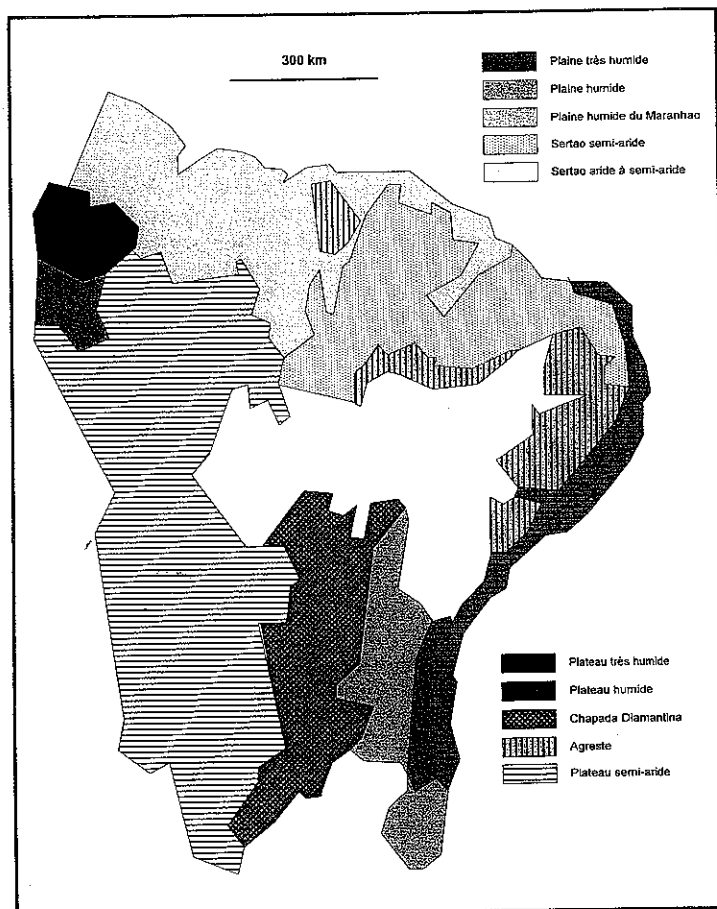 300 km
Plaine très humide
Plaine humide
Plaine humide du Maranhao
Sertao semi-aride
Sertao aride à semi-aride
Plateau très humide
Plateau humide
Chapada Diamantina
Agreste
Plateau semi-aride